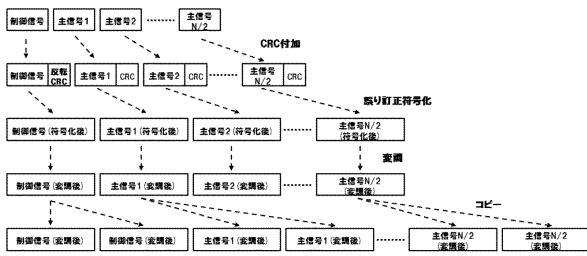 制御信号 主信号1 主信号2 主信号
N/2
CRC付加
制御信号 反転
CRC 主信号1 CRC 主信号2 CRC 主信号
N/2 CRC
誤り訂正符号化
制御信号(符号化後) 主信号1(符号化後) 主信号2(符号化後) 主信号N/2
(符号化後)
変調
制御信号(変調後) 主信号1(変調後) 主信号2(変調後) 主信号N/2
(変調後)
コピー
制御信号(変調後) 制御信号(変調後) 主信号1(変調後) 主信号1(変調後) 主信号N/2
(変調後) 主信号N/2
(変調後)